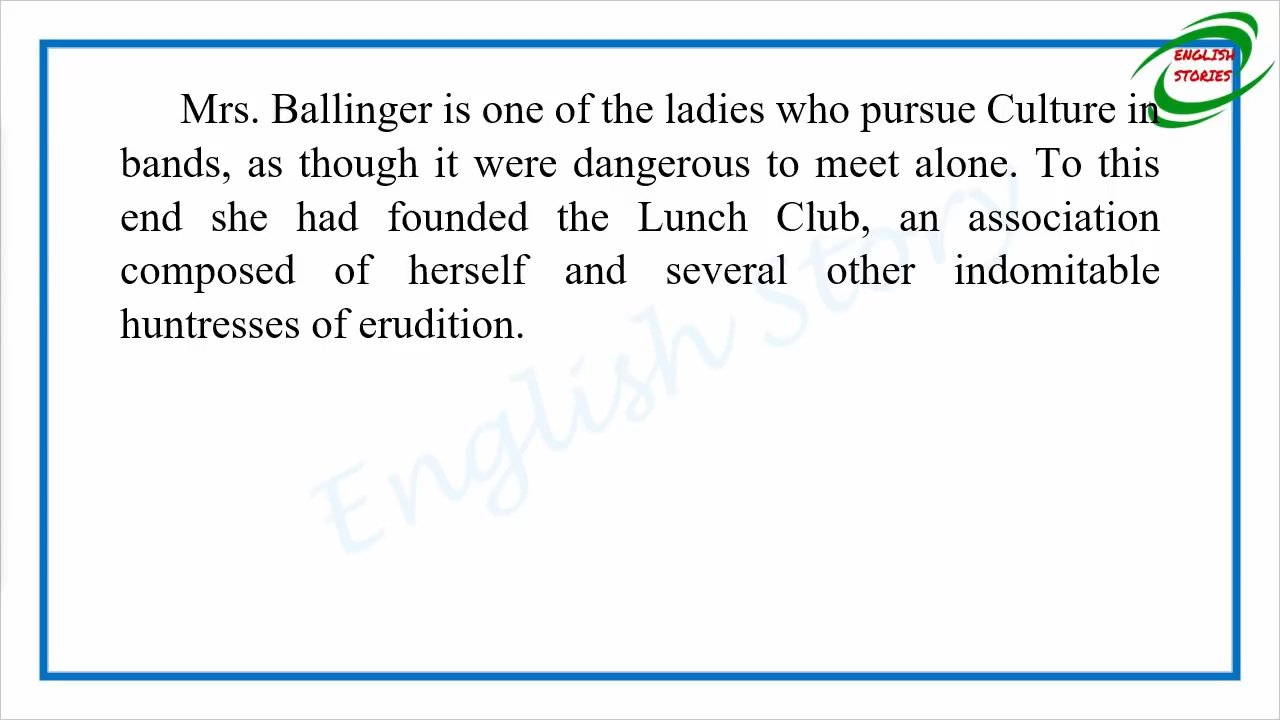 ENGLISH
STORIES
Mrs. Ballinger is one of the ladies who pursue Culture in
bands, as though it were dangerous to meet alone. To this
end she had founded the Lunch Club, an association
composed of herself and several other indomitable
huntresses of erudition.
English Story